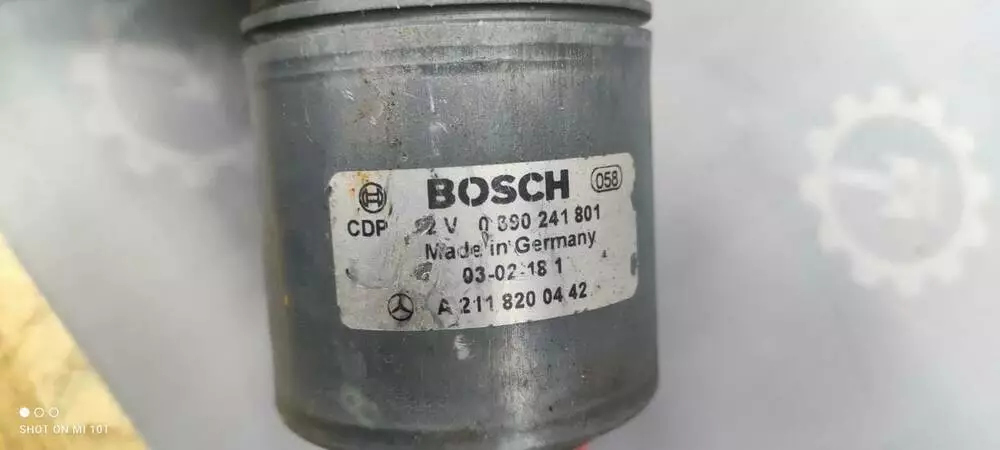 BOSCH 058
CDP 2 V 0 390 241 801
Made in Germany
03-02-18 1
A 211 820 04 42
SHOT ON MI 10T